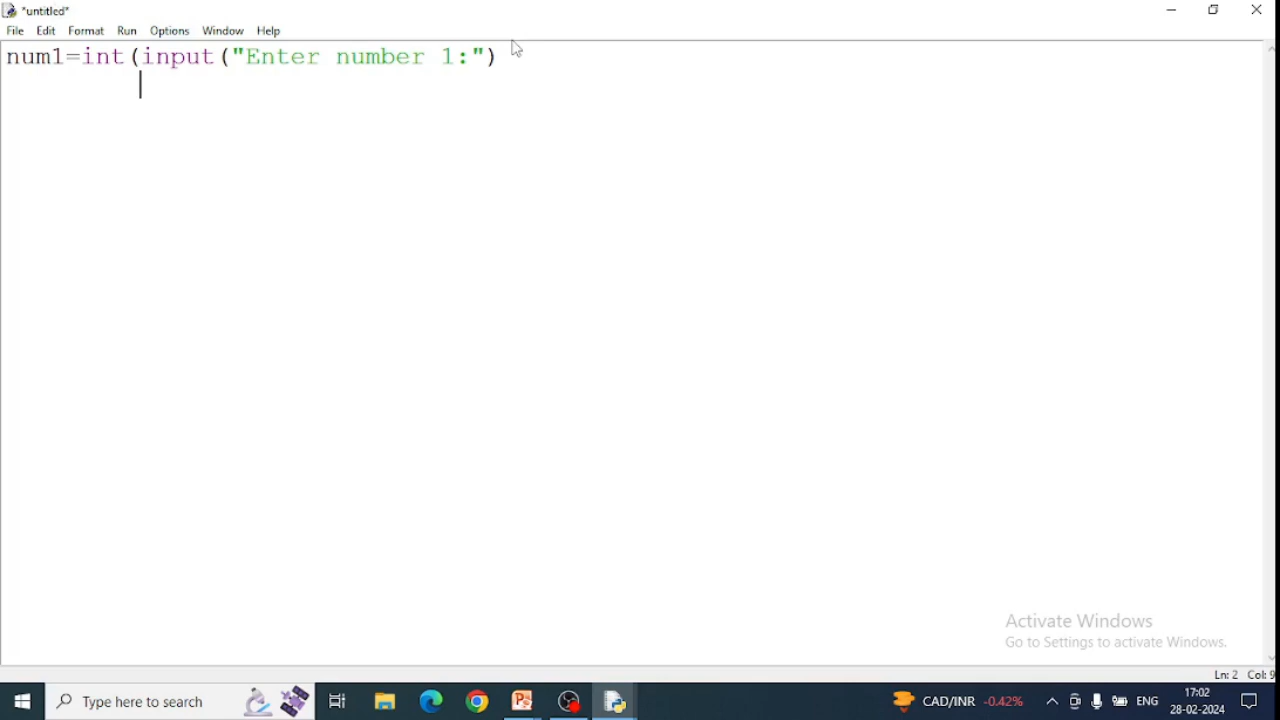 *untitled*
File Edit Format Run Options Window Help
num1=int(input("Enter number 1:")
Activate Windows
Go to Settings to activate Windows.
Ln: 2 Col: 9
Type here to search
CAD/INR -0.42%
ENG
17:02
28-02-2024